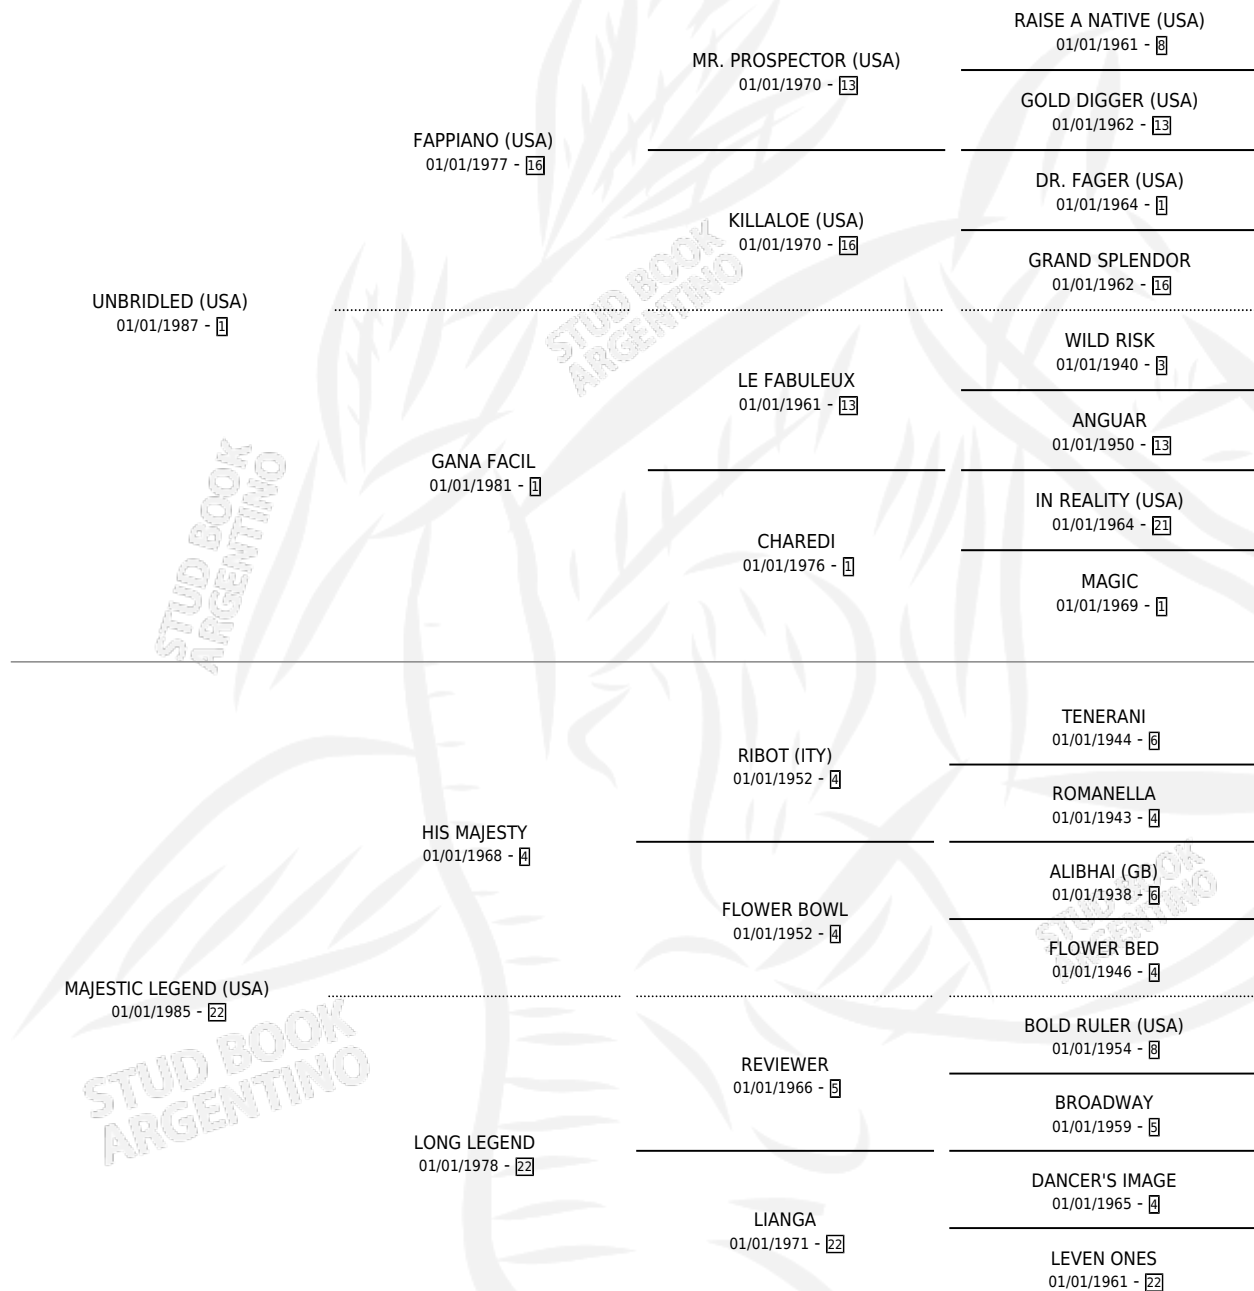 RAISE A NATIVE (USA)
01/01/1961 - 8
MR. PROSPECTOR (USA)
01/01/1970 - 13
GOLD DIGGER (USA)
01/01/1962 - 13
FAPPIANO (USA)
01/01/1977 - 16
DR. FAGER (USA)
01/01/1964 - 1
KILLALOE (USA)
01/01/1970 - 16
GRAND SPLENDOR
01/01/1962 - 16
UNBRIDLED (USA)
01/01/1987 - 1
WILD RISK
01/01/1940 - 3
LE FABULEUX
01/01/1961 - 13
ANGUAR
01/01/1950 - 13
GANA FACIL
01/01/1981 - 1
IN REALITY (USA)
01/01/1964 - 21
CHAREDI
01/01/1976 - 1
MAGIC
01/01/1969 - 1
TENERANI
01/01/1944 - 6
RIBOT (ITY)
01/01/1952 - 4
ROMANELLA
01/01/1943 - 4
HIS MAJESTY
01/01/1968 - 4
ALIBHAI (GB)
01/01/1938 - 6
FLOWER BOWL
01/01/1952 - 4
FLOWER BED
01/01/1946 - 4
MAJESTIC LEGEND (USA)
01/01/1985 - 22
BOLD RULER (USA)
01/01/1954 - 8
REVIEWER
01/01/1966 - 5
BROADWAY
01/01/1959 - 5
LONG LEGEND
01/01/1978 - 22
DANCER'S IMAGE
01/01/1965 - 4
LIANGA
01/01/1971 - 22
LEVEN ONES
01/01/1961 - 22
STUD BOOK
ARGENTINO
STUD BOOK
ARGENTINO
STUD BOOK
ARGENTINO
STUD BOOK
ARGENTINO